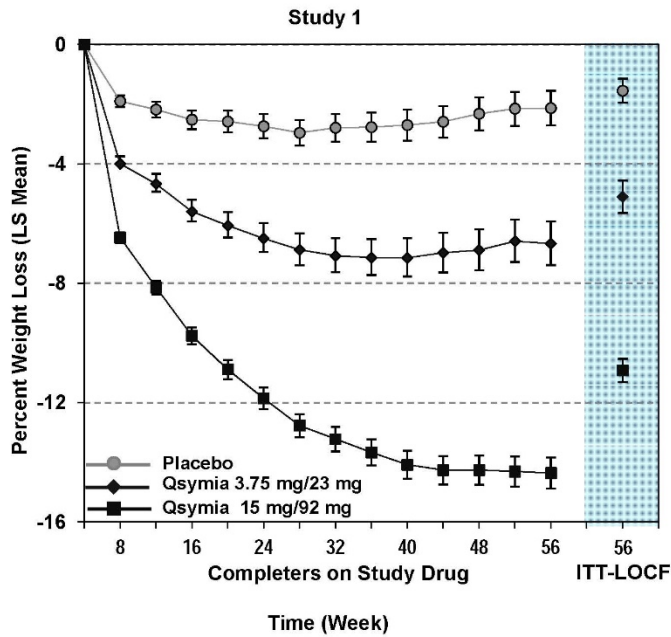 Study 1
Percent Weight Loss (LS Mean)
0
-4
-8
-12
-16
Placebo
Qsymia 3.75 mg/23 mg
Qsymia 15 mg/92 mg
8 16 24 32 40 48 56 56
Completers on Study Drug ITT-LOCF
Time (Week)